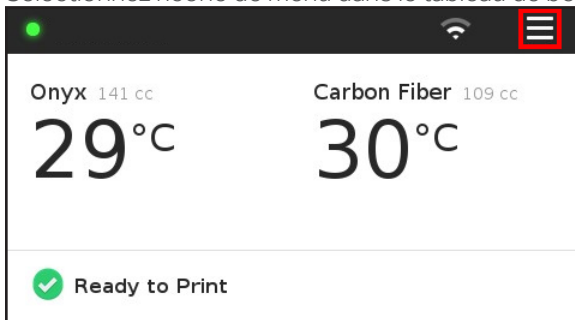 Onyx 141 cc
Carbon Fiber 109 cc
29°C
30°C
Ready to Print